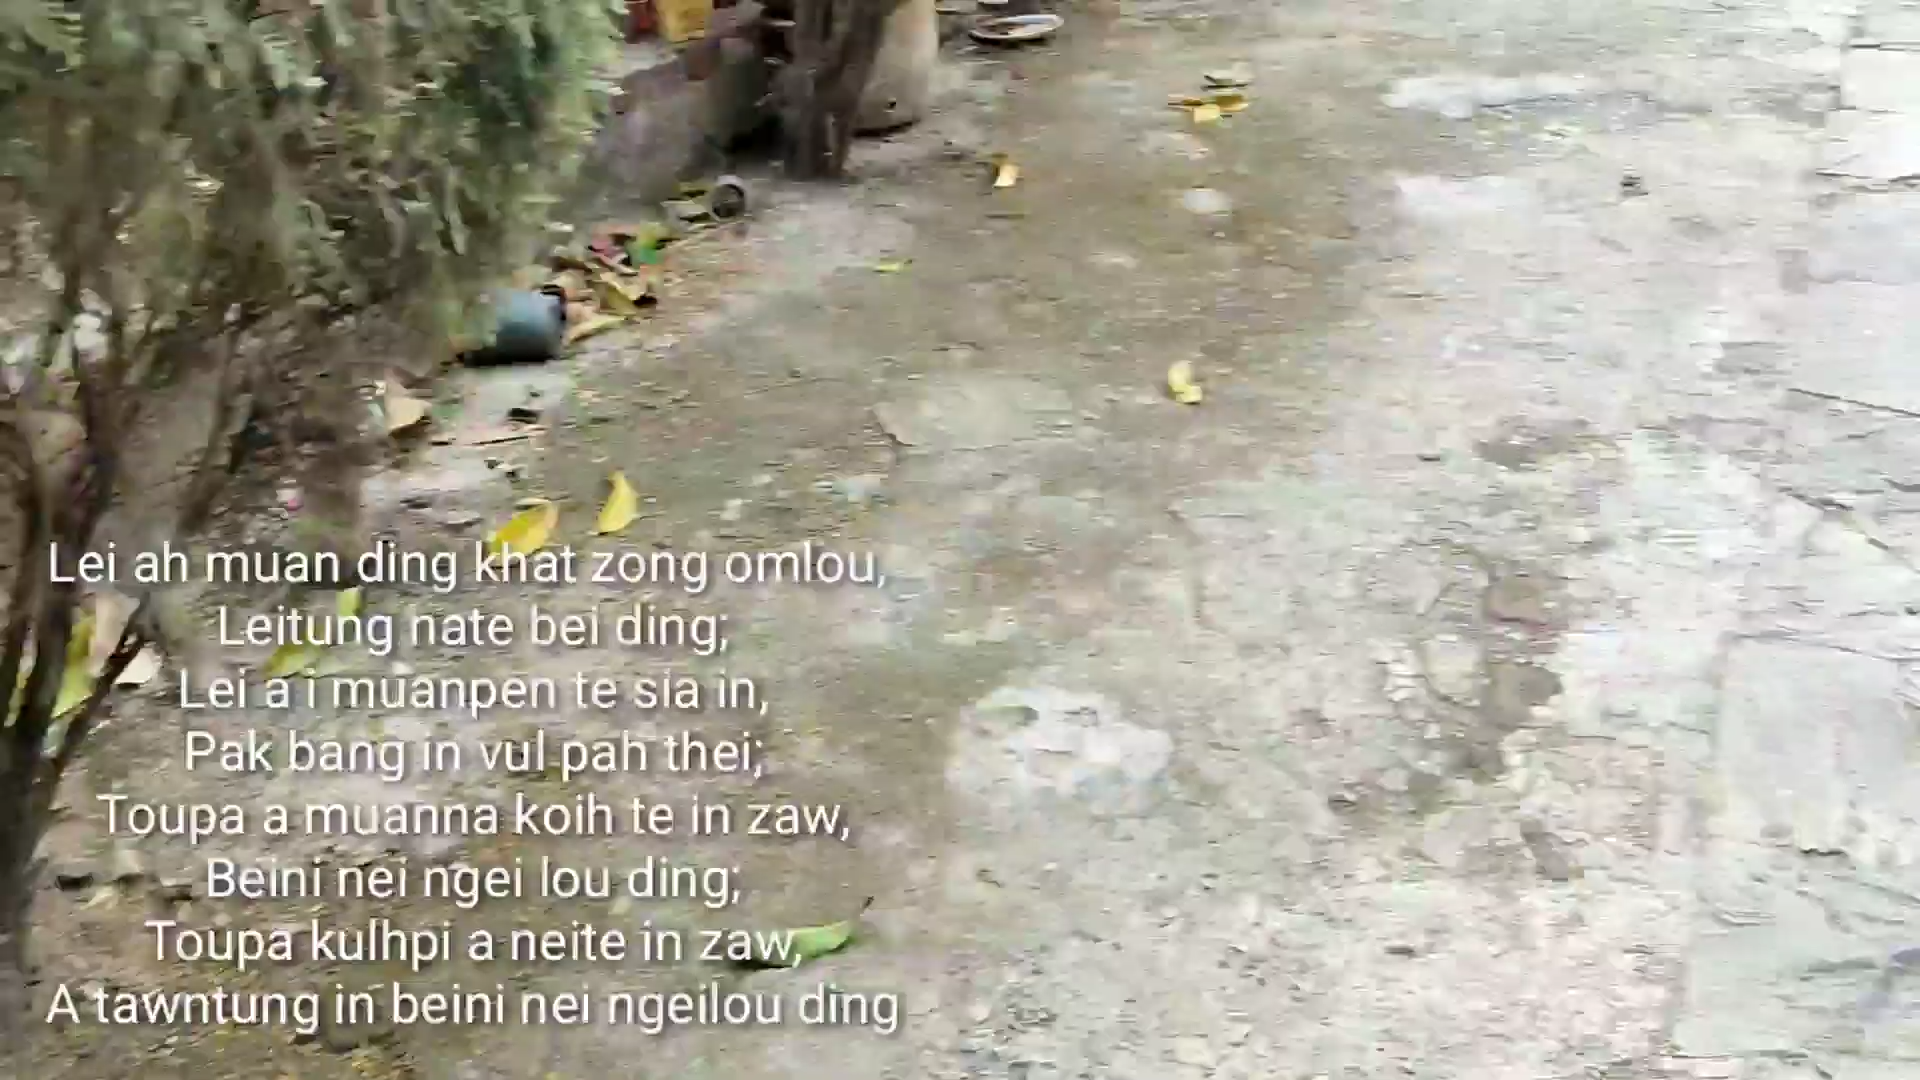 Lei ah muan ding khat zong omlou,
Leitung nate bei ding;
Lei a i muanpen te sia in,
Pak bang in vul pah thei;
Toupa a muanna koih te in zaw,
Beini nei ngei lou ding;
Toupa kulhpi a neite in zaw,
A tawntung in beini nei ngeilou ding